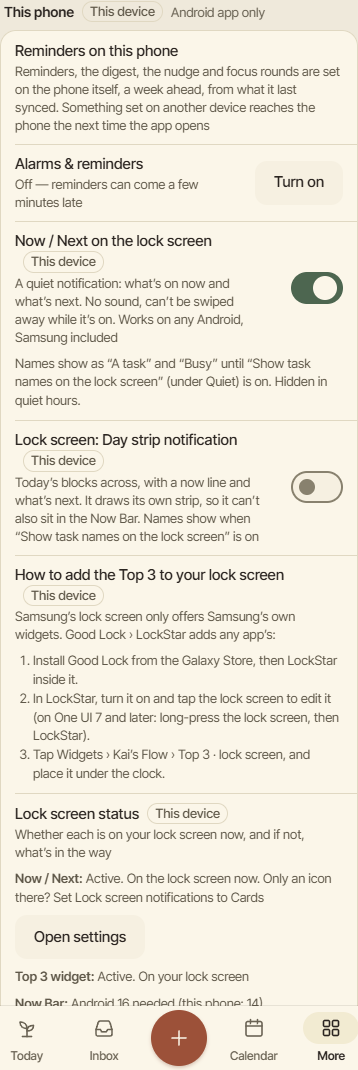 This phone This device Android app only
Reminders on this phone
Reminders, the digest, the nudge and focus rounds are set
on the phone itself, a week ahead, from what it last
synced. Something set on another device reaches the
phone the next time the app opens
Alarms & reminders
Off — reminders can come a few
minutes late
Turn on
Now / Next on the lock screen
This device
A quiet notification: what’s on now and
what’s next. No sound, can’t be swiped
away while it’s on. Works on any Android,
Samsung included
Names show as “A task” and “Busy” until “Show task
names on the lock screen” (under Quiet) is on. Hidden in
quiet hours.
Lock screen: Day strip notification
This device
Today’s blocks across, with a now line and
what’s next. It draws its own strip, so it can’t
also sit in the Now Bar. Names show when
“Show task names on the lock screen” is on
How to add the Top 3 to your lock screen
This device
Samsung’s lock screen only offers Samsung’s own
widgets. Good Lock › LockStar adds any app’s:
1. Install Good Lock from the Galaxy Store, then LockStar
inside it.
2. In LockStar, turn it on and tap the lock screen to edit it
(on One UI 7 and later: long-press the lock screen, then
LockStar).
3. Tap Widgets › Kai’s Flow › Top 3 · lock screen, and
place it under the clock.
Lock screen status This device
Whether each is on your lock screen now, and if not,
what’s in the way
Now / Next: Active. On the lock screen now. Only an icon
there? Set Lock screen notifications to Cards
Open settings
Top 3 widget: Active. On your lock screen
Now Bar: Android 16 needed (this phone: 14)
Today
Inbox
Calendar
More